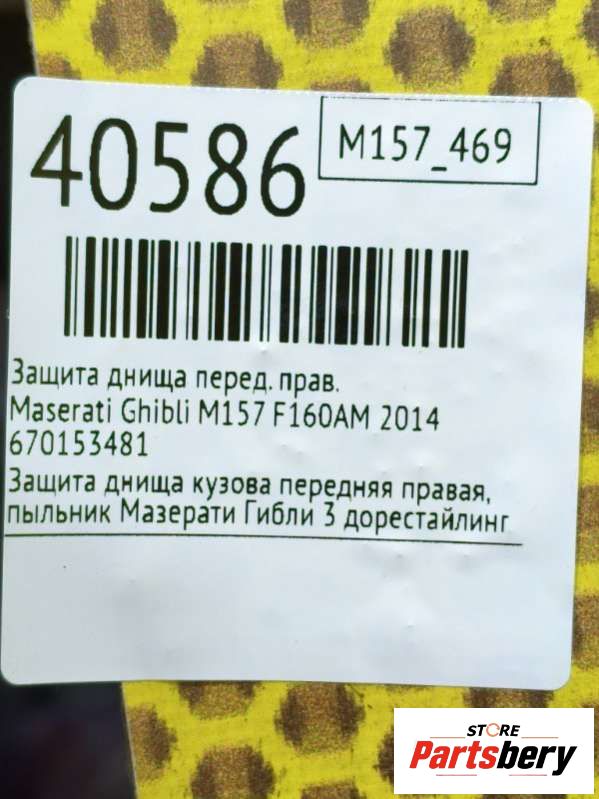 40586
M157_469
Защита днища перед. прав.
Maserati Ghibli M157 F160AM 2014
670153481
Защита днища кузова передняя правая,
пыльник Мазерати Гибли 3 дорестайлинг
STORE
Partsbery